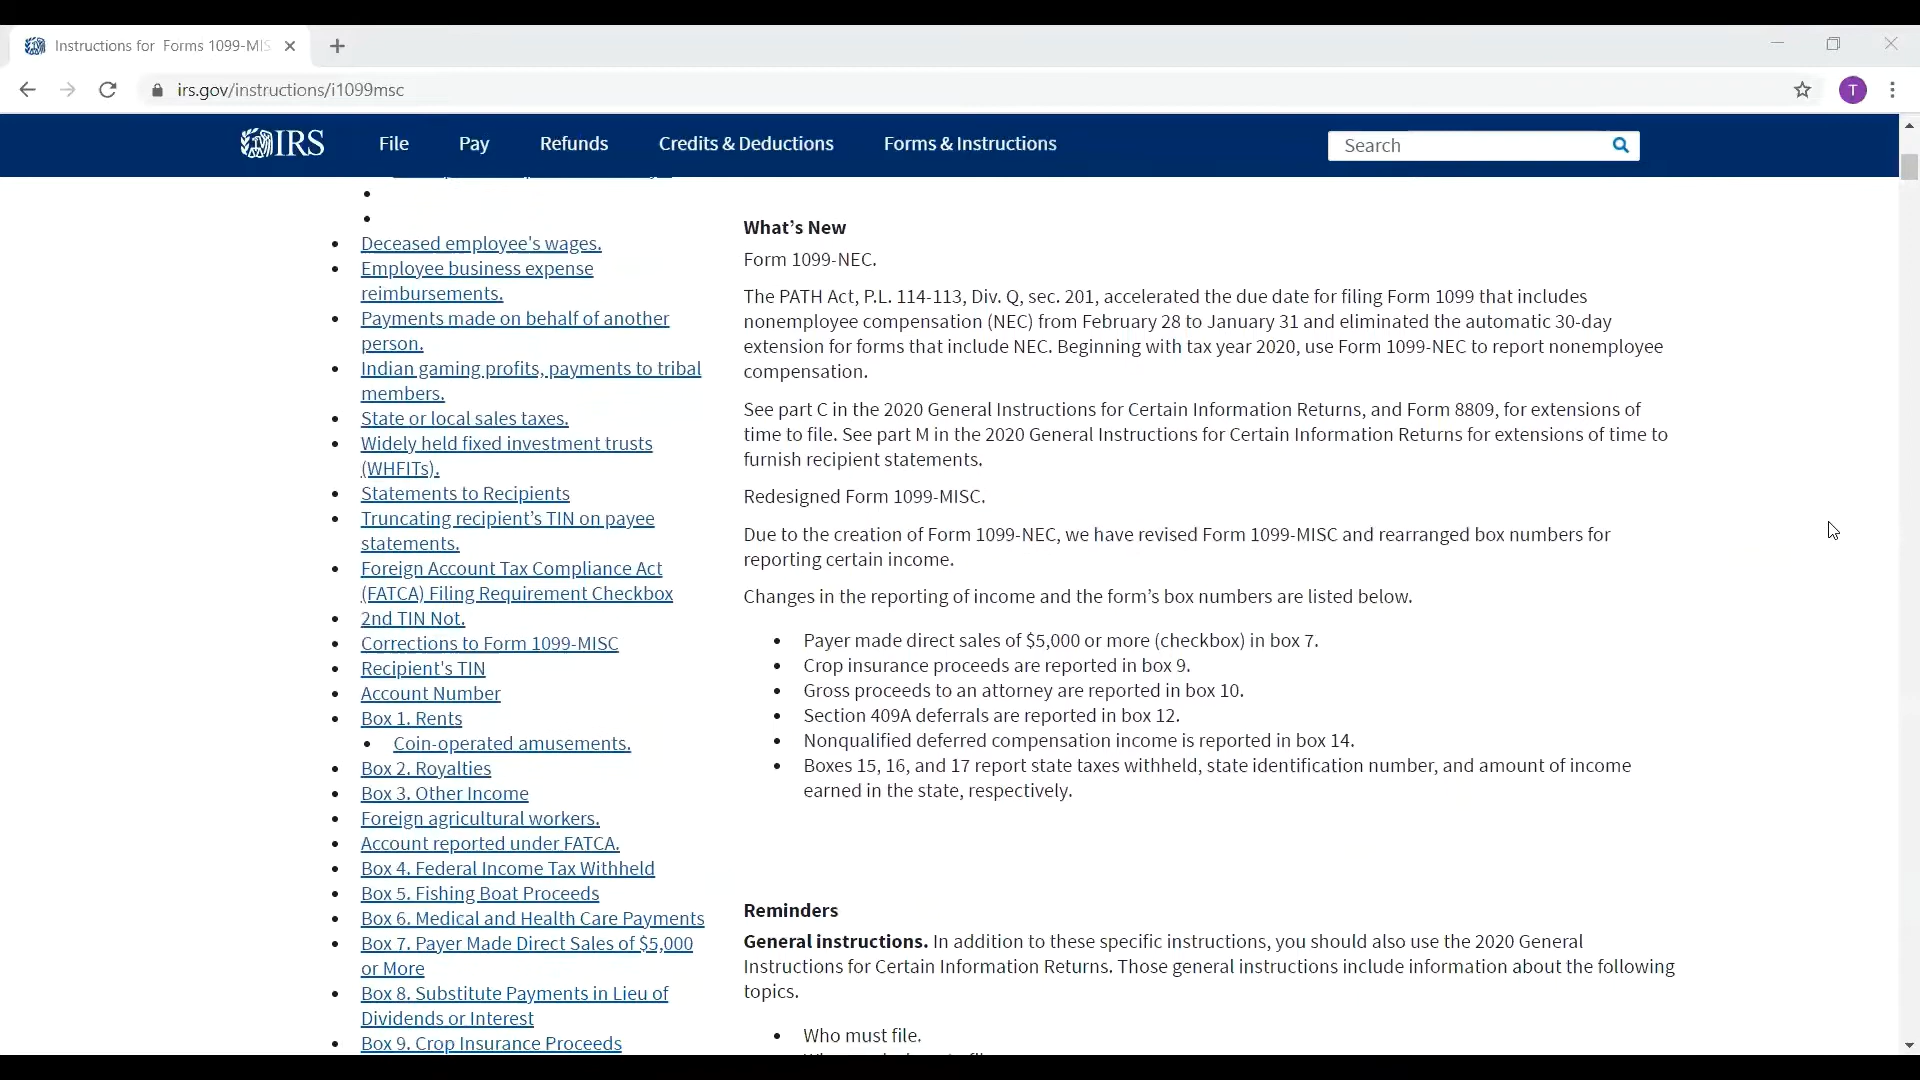 Instructions for Forms 1099-MIS
irs.gov/instructions/i1099msc
T
IRS
File
Pay
Refunds
Credits & Deductions
Forms & Instructions
Search
Deceased employee's wages.
Employee business expense
reimbursements.
Payments made on behalf of another
person.
Indian gaming profits, payments to tribal
members.
State or local sales taxes.
Widely held fixed investment trusts
(WHFITs).
Statements to Recipients
Truncating recipient’s TIN on payee
statements.
Foreign Account Tax Compliance Act
(FATCA) Filing Requirement Checkbox
2nd TIN Not.
Corrections to Form 1099-MISC
Recipient's TIN
Account Number
Box 1. Rents
Coin-operated amusements.
Box 2. Royalties
Box 3. Other Income
Foreign agricultural workers.
Account reported under FATCA.
Box 4. Federal Income Tax Withheld
Box 5. Fishing Boat Proceeds
Box 6. Medical and Health Care Payments
Box 7. Payer Made Direct Sales of $5,000
or More
Box 8. Substitute Payments in Lieu of
Dividends or Interest
Box 9. Crop Insurance Proceeds
What’s New
Form 1099-NEC.
The PATH Act, P.L. 114-113, Div. Q, sec. 201, accelerated the due date for filing Form 1099 that includes
nonemployee compensation (NEC) from February 28 to January 31 and eliminated the automatic 30-day
extension for forms that include NEC. Beginning with tax year 2020, use Form 1099-NEC to report nonemployee
compensation.
See part C in the 2020 General Instructions for Certain Information Returns, and Form 8809, for extensions of
time to file. See part M in the 2020 General Instructions for Certain Information Returns for extensions of time to
furnish recipient statements.
Redesigned Form 1099-MISC.
Due to the creation of Form 1099-NEC, we have revised Form 1099-MISC and rearranged box numbers for
reporting certain income.
Changes in the reporting of income and the form’s box numbers are listed below.
Payer made direct sales of $5,000 or more (checkbox) in box 7.
Crop insurance proceeds are reported in box 9.
Gross proceeds to an attorney are reported in box 10.
Section 409A deferrals are reported in box 12.
Nonqualified deferred compensation income is reported in box 14.
Boxes 15, 16, and 17 report state taxes withheld, state identification number, and amount of income
earned in the state, respectively.
Reminders
General instructions. In addition to these specific instructions, you should also use the 2020 General
Instructions for Certain Information Returns. Those general instructions include information about the following
topics.
Who must file.